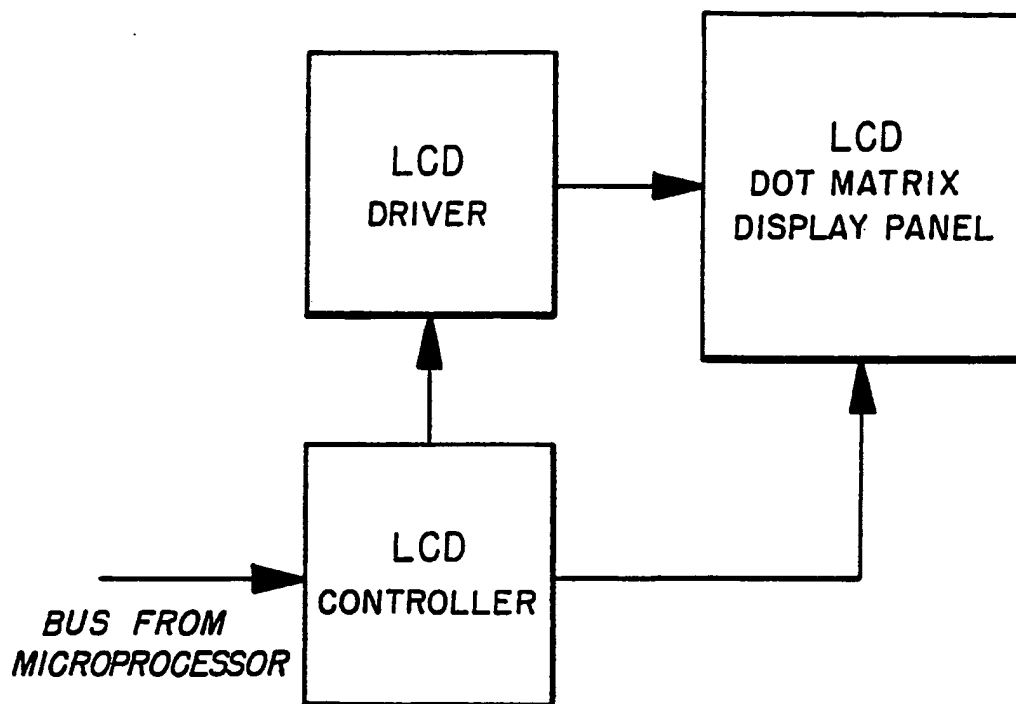 LCD
DRIVER
LCD
DOT MATRIX
DISPLAY PANEL
LCD
CONTROLLER
BUS FROM
MICROPROCESSOR